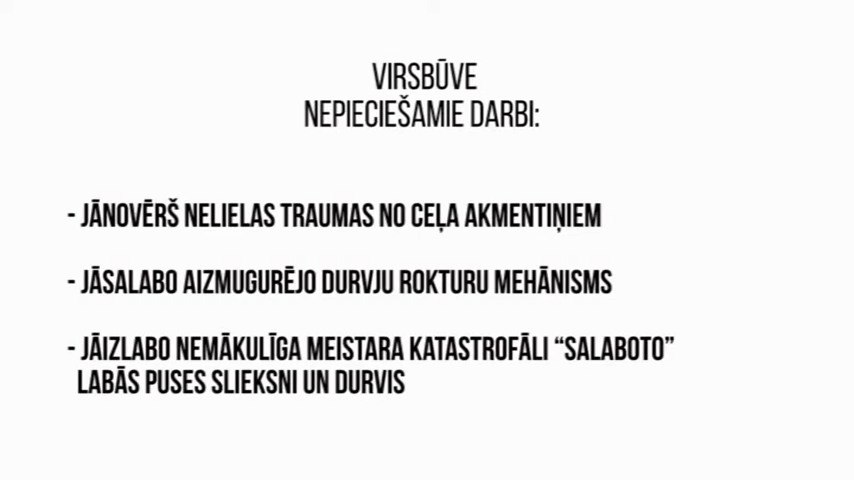 VIRSBŪVE
NEPIECIEŠAMIE DARBI:
- JĀNOVĒRŠ NELIELAS TRAUMAS NO CEĻA AKMENTIŅIEM
- JĀSALABO AIZMUGURĒJO DURVJU ROKTURU MEHĀNISMS
- JĀIZLABO NEMĀKULĪGA MEISTARA KATASTROFĀLI “SALABOTO”
LABĀS PUSES SLIEKSNI UN DURVIS